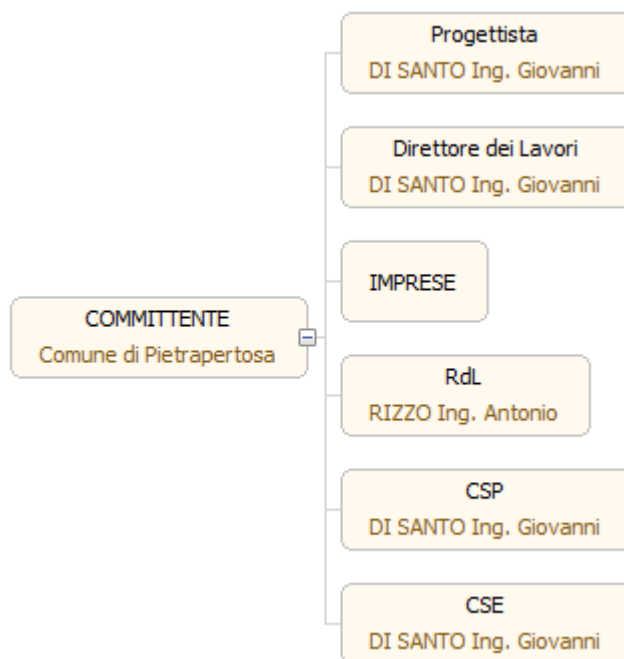 Progettista
DI SANTO Ing. Giovanni
Direttore dei Lavori
DI SANTO Ing. Giovanni
IMPRESE
COMMITTENTE
Comune di Pietrapertosa
RdL
RIZZO Ing. Antonio
CSP
DI SANTO Ing. Giovanni
CSE
DI SANTO Ing. Giovanni